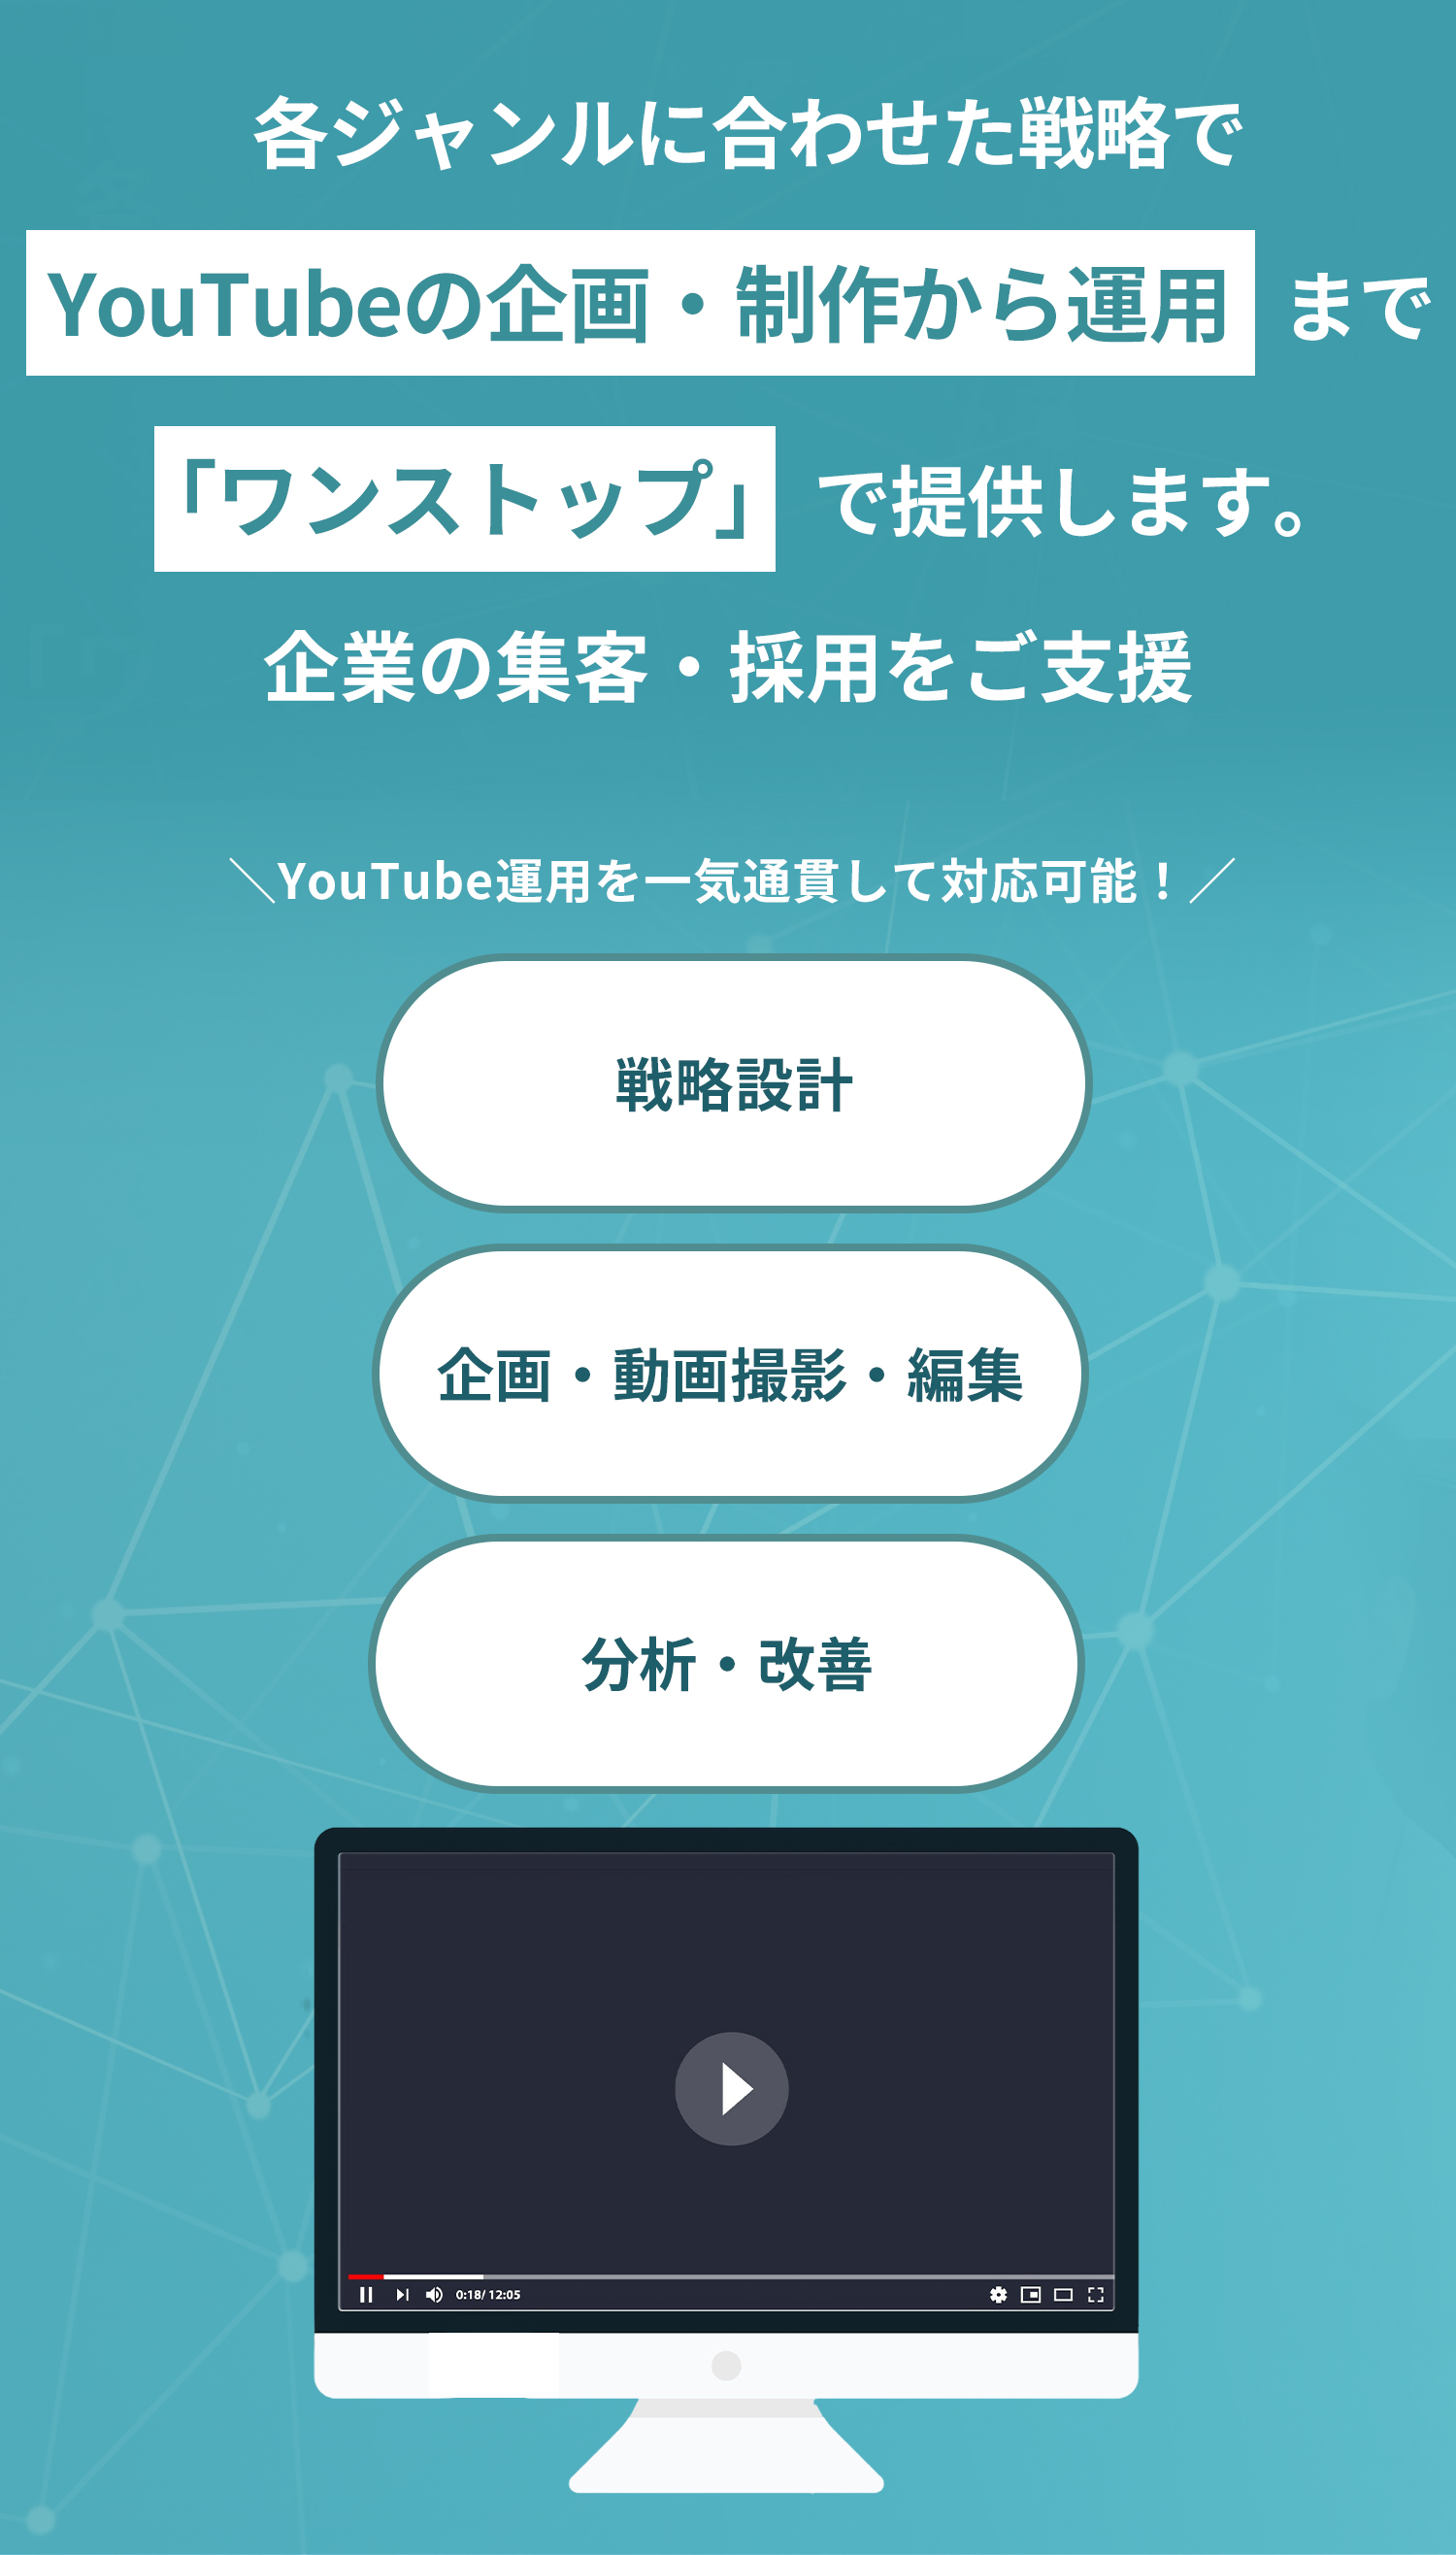 各ジャンルに合わせた戦略で
YouTubeの企画・制作から運用 まで
「ワンストップ」 で提供します。
企業の集客・採用をご支援
＼YouTube運用を一気通貫して対応可能！／
戦略設計
企画・動画撮影・編集
分析・改善
0:18/ 12:05